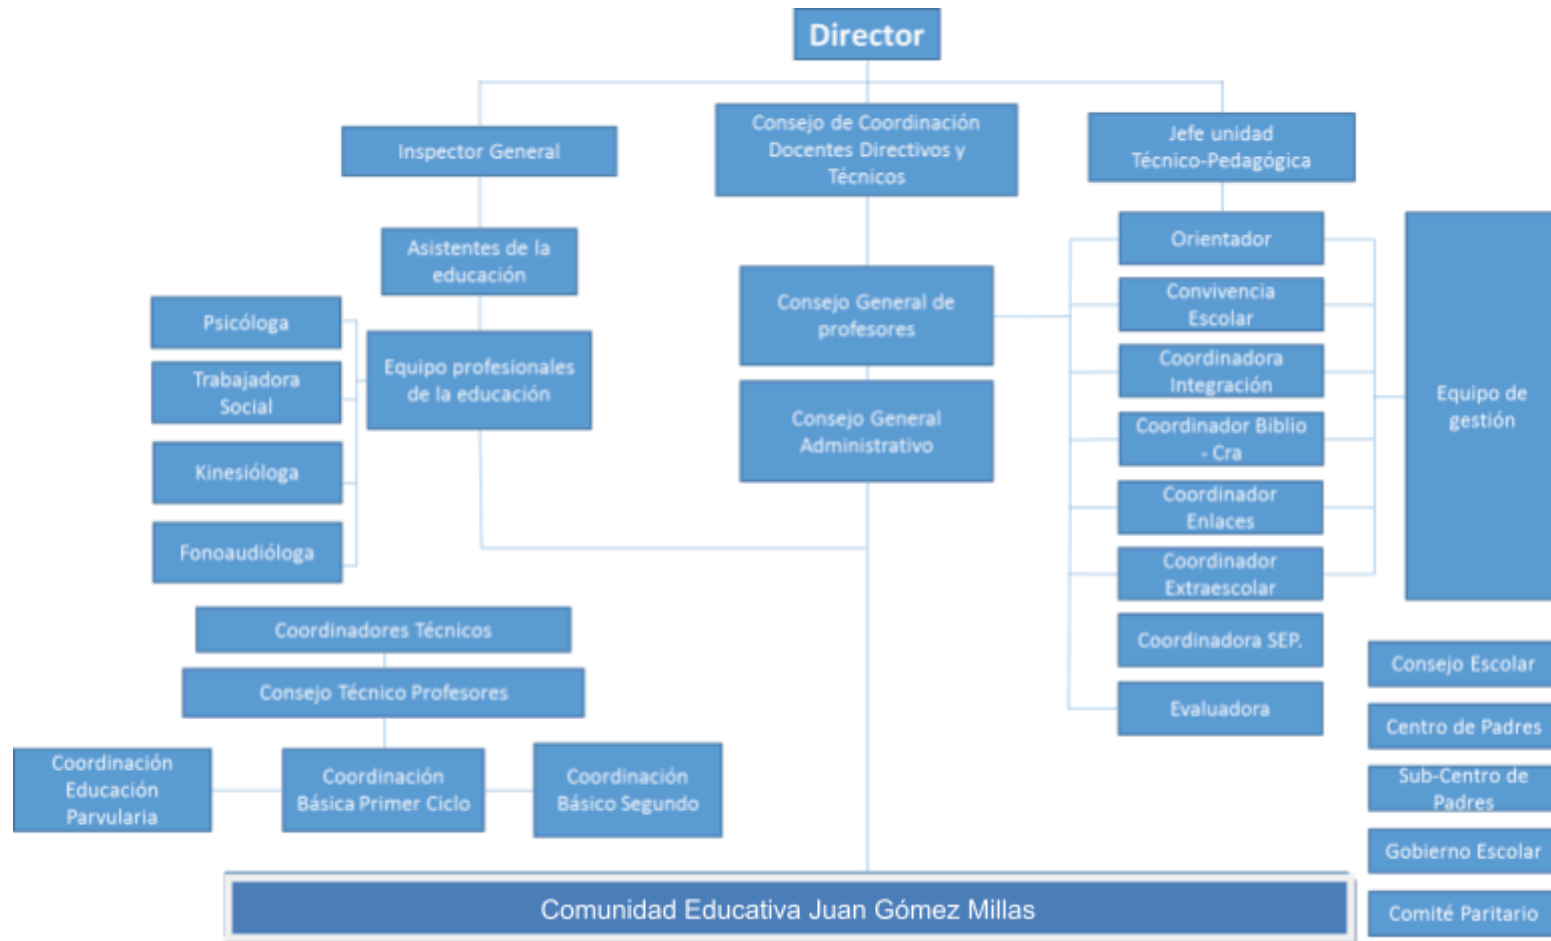 Director
Inspector General
Consejo de Coordinación
Docentes Directivos y
Técnicos
Jefe unidad
Técnico-Pedagógica
Asistentes de la
educación
Psicóloga
Trabajadora
Social
Kinesióloga
Fonoaudióloga
Equipo profesionales
de la educación
Consejo General de
profesores
Consejo General
Administrativo
Orientador
Convivencia
Escolar
Coordinadora
Integración
Coordinador Biblio
- Cra
Coordinador
Enlaces
Coordinador
Extraescolar
Coordinadora SEP.
Evaluadora
Equipo de
gestión
Coordinadores Técnicos
Consejo Técnico Profesores
Coordinación
Educación
Parvularia
Coordinación
Básica Primer Ciclo
Coordinación
Básico Segundo
Consejo Escolar
Centro de Padres
Sub-Centro de
Padres
Gobierno Escolar
Comité Paritario
Comunidad Educativa Juan Gómez Millas